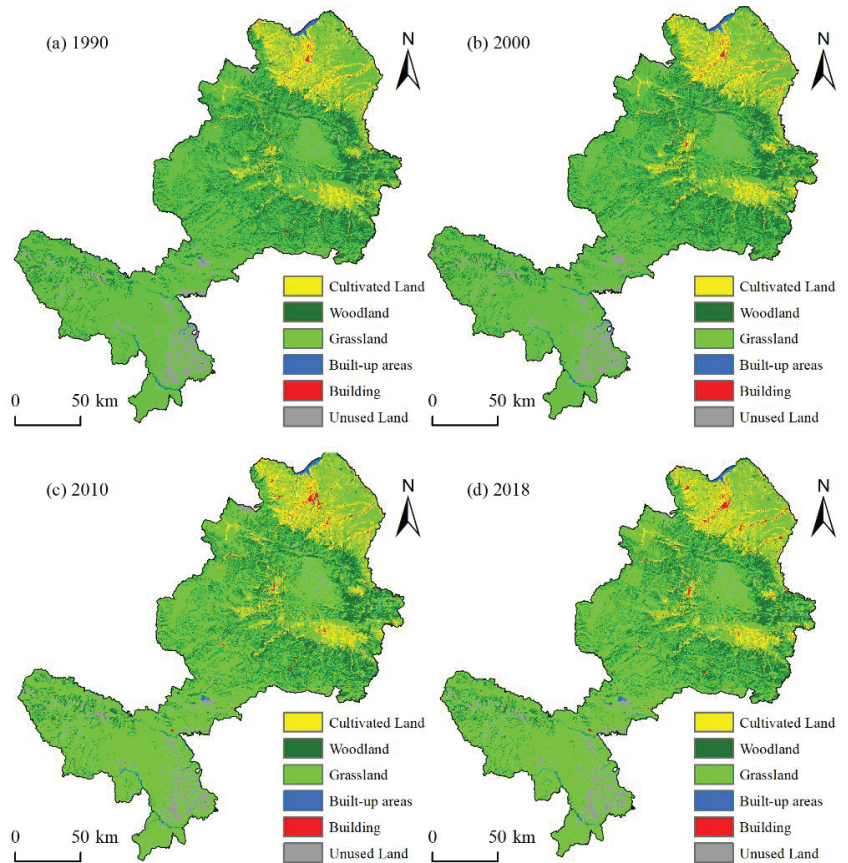 (a) 1990
N
Cultivated Land
Woodland
Grassland
Built-up areas
Building
Unused Land
0 50 km
(b) 2000
N
Cultivated Land
Woodland
Grassland
Built-up areas
Building
Unused Land
0 50 km
(c) 2010
N
Cultivated Land
Woodland
Grassland
Built-up areas
Building
Unused Land
0 50 km
(d) 2018
N
Cultivated Land
Woodland
Grassland
Built-up areas
Building
Unused Land
0 50 km